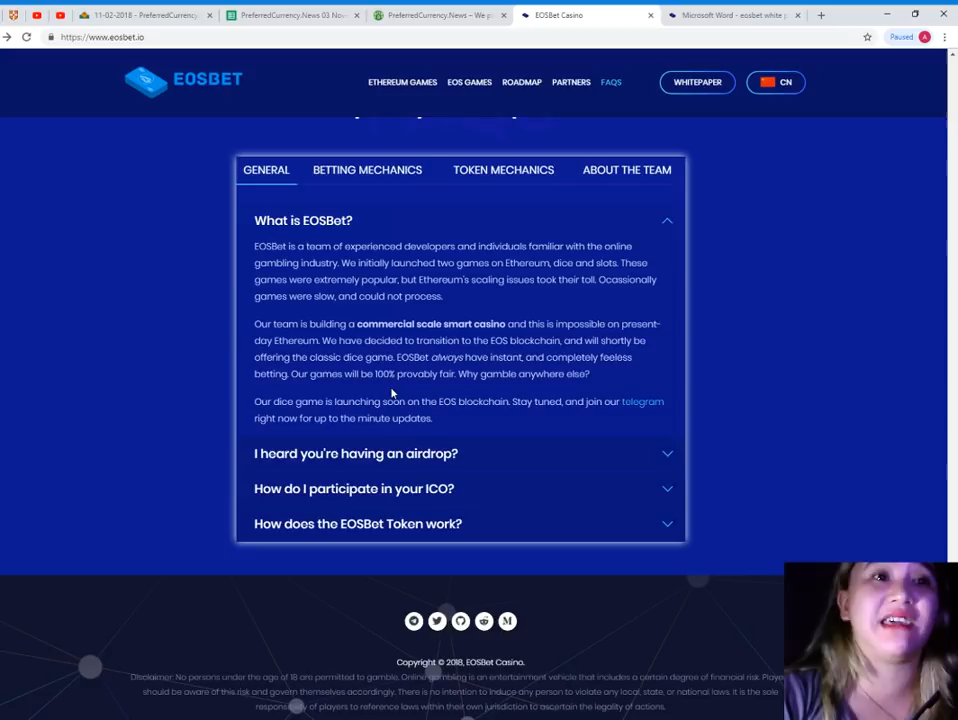 11-02-2018 - PreferredCurrency
PreferredCurrency.News 03 Nov
PreferredCurrency.News – We p
EOSBet Casino
Microsoft Word - eosbet white p
https://www.eosbet.io
Paused
A
EOSBET
ETHEREUM GAMES
EOS GAMES
ROADMAP
PARTNERS
FAQS
WHITEPAPER
CN
GENERAL
BETTING MECHANICS
TOKEN MECHANICS
ABOUT THE TEAM
What is EOSBet?
EOSBet is a team of experienced developers and individuals familiar with the online
gambling industry. We initially launched two games on Ethereum, dice and slots. These
games were extremely popular, but Ethereum's scaling issues took their toll. Ocassionally
games were slow, and could not process.
Our team is building a commercial scale smart casino and this is impossible on present-
day Ethereum. We have decided to transition to the EOS blockchain, and will shortly be
offering the classic dice game. EOSBet always have instant, and completely feeless
betting. Our games will be 100% provably fair. Why gamble anywhere else?
Our dice game is launching soon on the EOS blockchain. Stay tuned, and join our telegram
right now for up to the minute updates.
I heard you're having an airdrop?
How do I participate in your ICO?
How does the EOSBet Token work?
Copyright © 2018, EOSBet Casino.
Disclaimer: No persons under the age of 18 are permitted to gamble. Online gambling is an entertainment vehicle that includes a certain degree of financial risk. Player
should be aware of this risk and govern themselves accordingly. There is no intention to induce any person to violate any local, state, or national laws. It is the sole
responsibility of players to reference laws within their own jurisdiction to ascertain the legality of actions.